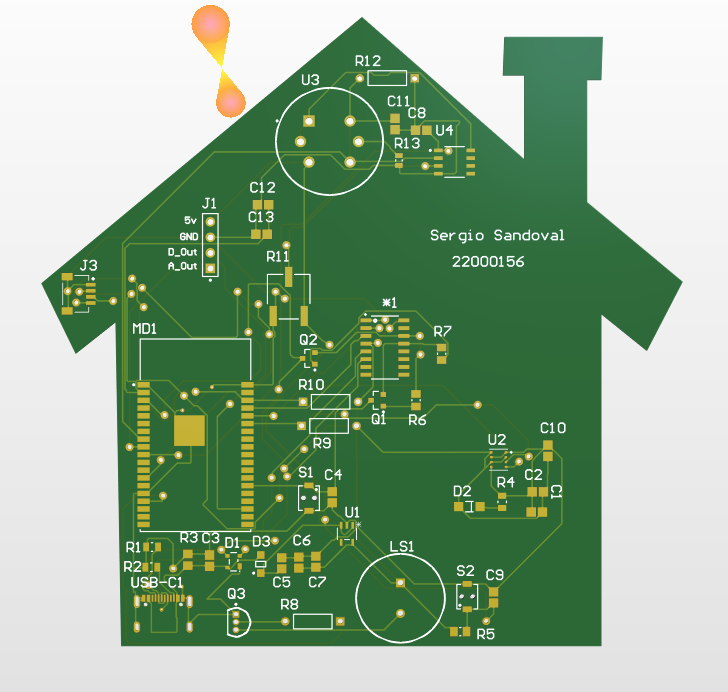 R12
U3
C11
C8
U4
R13
C12
J1
C13
5v
GND
D_Out
A_Out
Sergio Sandoval
22000156
R11
J3
*1
MD1
R7
Q2
R10
Q1
R6
R9
C10
U2
S1
C4
C2
R4
D2
C1
U1
*
R3
C3
D1
D3
C6
LS1
R1
R2
C5
C7
S2
C9
USB-C1
Q3
R8
R5